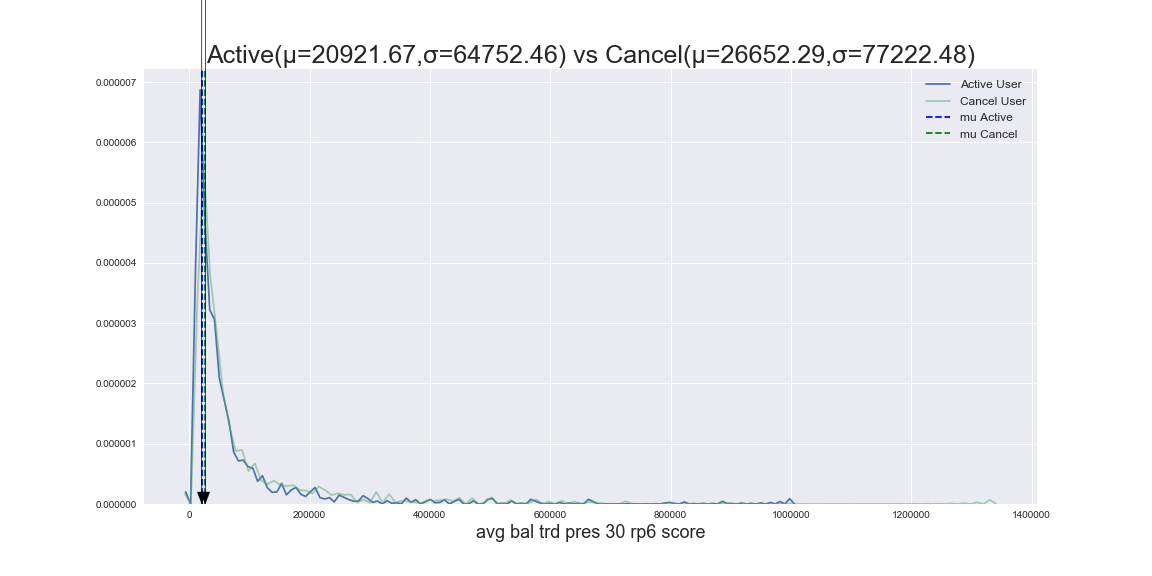 Active(μ=20921.67,σ=64752.46) vs Cancel(μ=26652.29,σ=77222.48)
0.000007
0.000006
0.000005
0.000004
0.000003
0.000002
0.000001
0.000000
Active User
Cancel User
mu Active
mu Cancel
0 200000 400000 600000 800000 1000000 1200000 1400000
avg bal trd pres 30 rp6 score